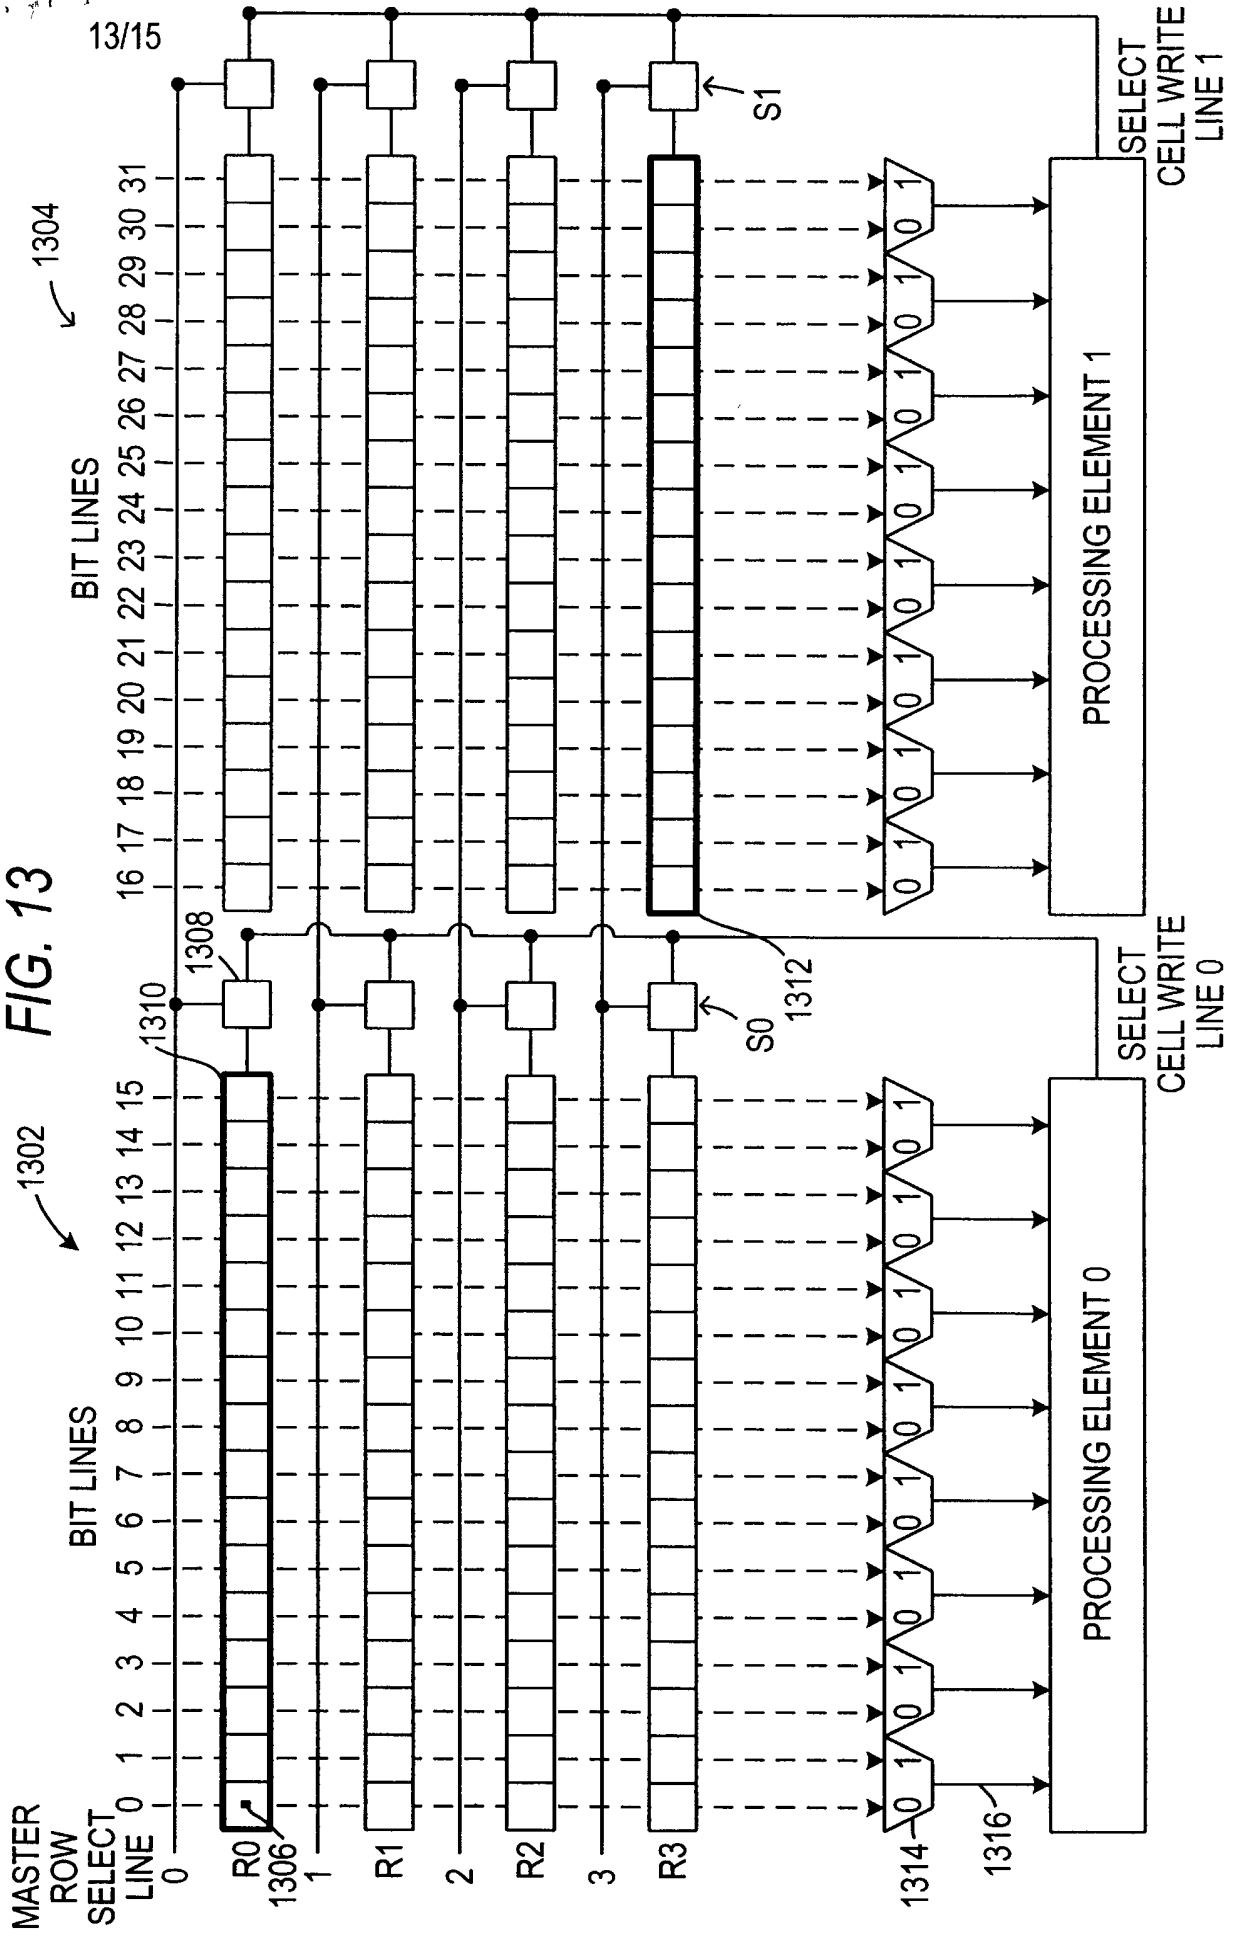 13/15
FIG. 13
1302
1304
MASTER
ROW
SELECT
LINE
BIT LINES
BIT LINES
0 1 2 3 4 5 6 7 8 9 10 11 12 13 14 15
16 17 18 19 20 21 22 23 24 25 26 27 28 29 30 31
0
1310
1308
R0
1306
1
R1
2
R2
3
R3
S0
1312
S1
1314
0 1 0 1 0 1 0 1 0 1 0 1 0 1 0 1
0 1 0 1 0 1 0 1 0 1 0 1 0 1 0 1
1316
PROCESSING ELEMENT 0
PROCESSING ELEMENT 1
SELECT
CELL WRITE
LINE 0
SELECT
CELL WRITE
LINE 1